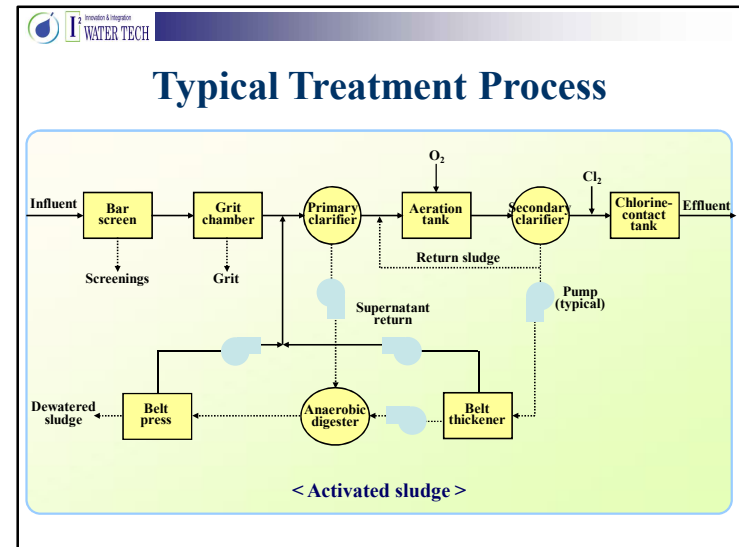 I² Innovation & Integration
WATER TECH
Typical Treatment Process
O₂
Cl₂
Influent
Bar
screen
Grit
chamber
Primary
clarifier
Aeration
tank
Secondary
clarifier
Chlorine-
contact
tank
Effluent
Return sludge
Screenings
Grit
Supernatant
return
Pump
(typical)
Dewatered
sludge
Belt
press
Anaerobic
digester
Belt
thickener
< Activated sludge >